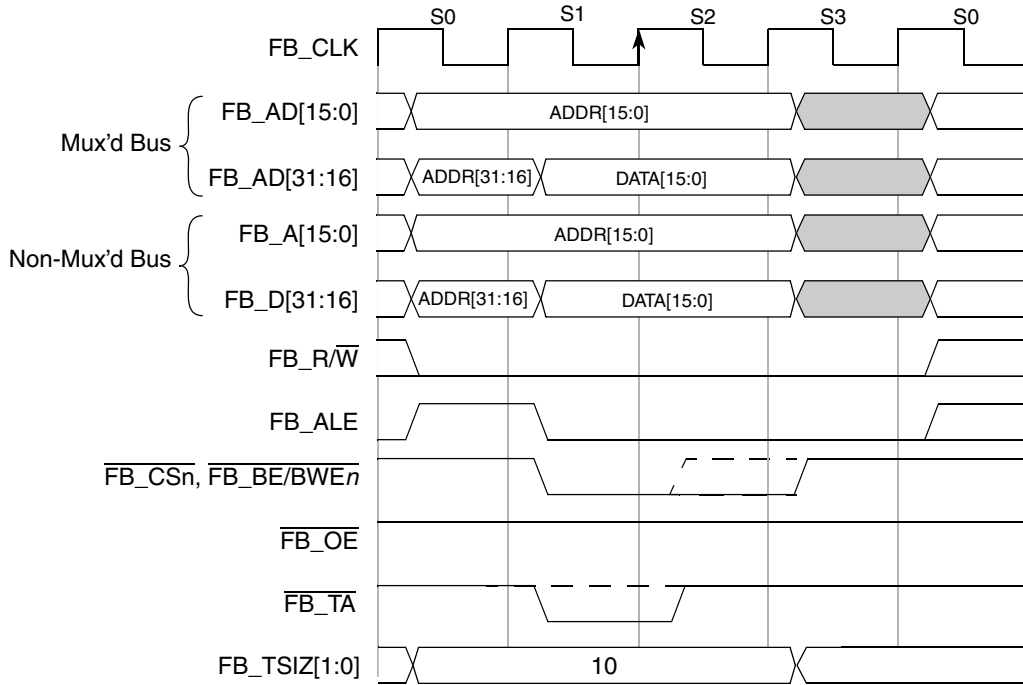 S0 S1 S2 S3 S0
FB_CLK
Mux'd Bus
FB_AD[15:0] ADDR[15:0]
FB_AD[31:16] ADDR[31:16] DATA[15:0]
Non-Mux'd Bus
FB_A[15:0] ADDR[15:0]
FB_D[31:16] ADDR[31:16] DATA[15:0]
FB_R/W
FB_ALE
FB_CSn, FB_BE/BWEn
FB_OE
FB_TA
FB_TSIZ[1:0] 10